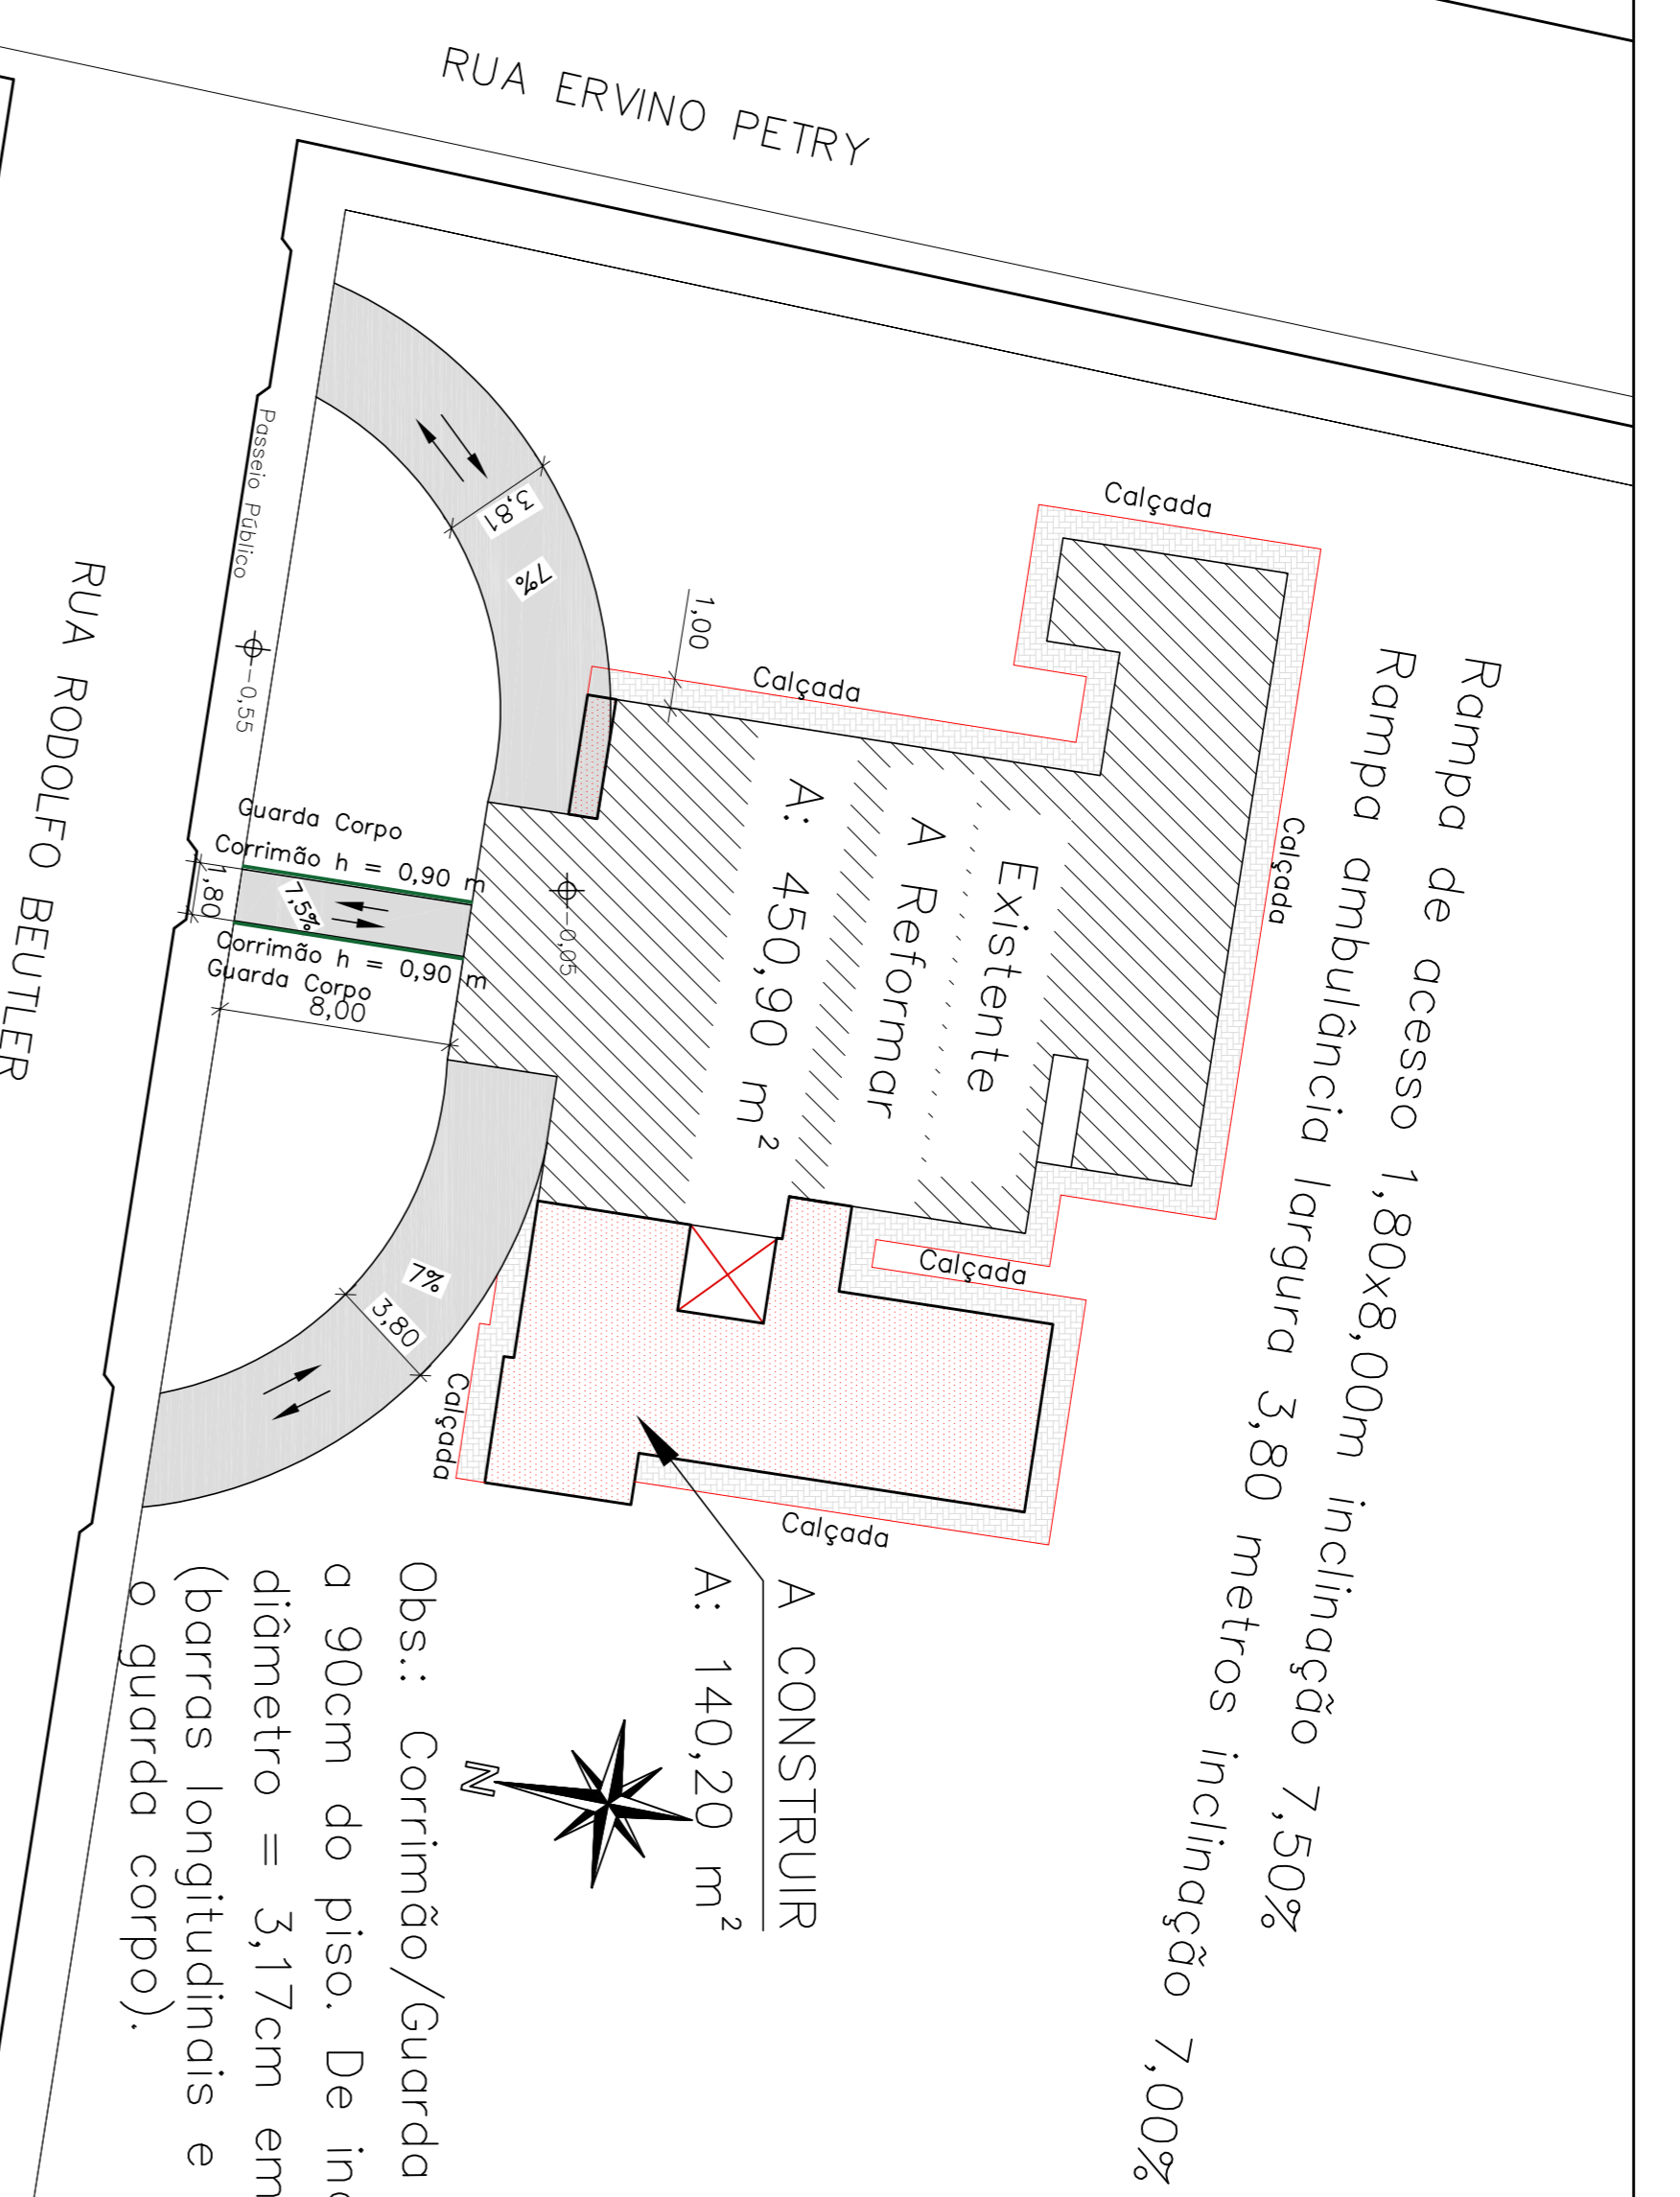 RUA ERVINO PETRY
Rampa de acesso 1,80x8,00m inclinação 7,50%
Rampa ambulância largura 3,80 metros inclinação 7,00%
Calçada
Calçada
Calçada
1,00
Existente
A Reformar
A: 450,90 m²
3,81
7%
Passeio Público
-0,55
-0,05
Guarda Corpo
Corrimão h = 0,90 m
1,80
7,5%
Corrimão h = 0,90 m
Guarda Corpo
8,00
RUA RODOLFO BEUTLER
7%
3,80
Calçada
Calçada
Calçada
A CONSTRUIR
A: 140,20 m²
N
Obs.: Corrimão/Guarda
a 90cm do piso. De
diâmetro = 3,17cm em
(barras longitudinais e
o guarda corpo).